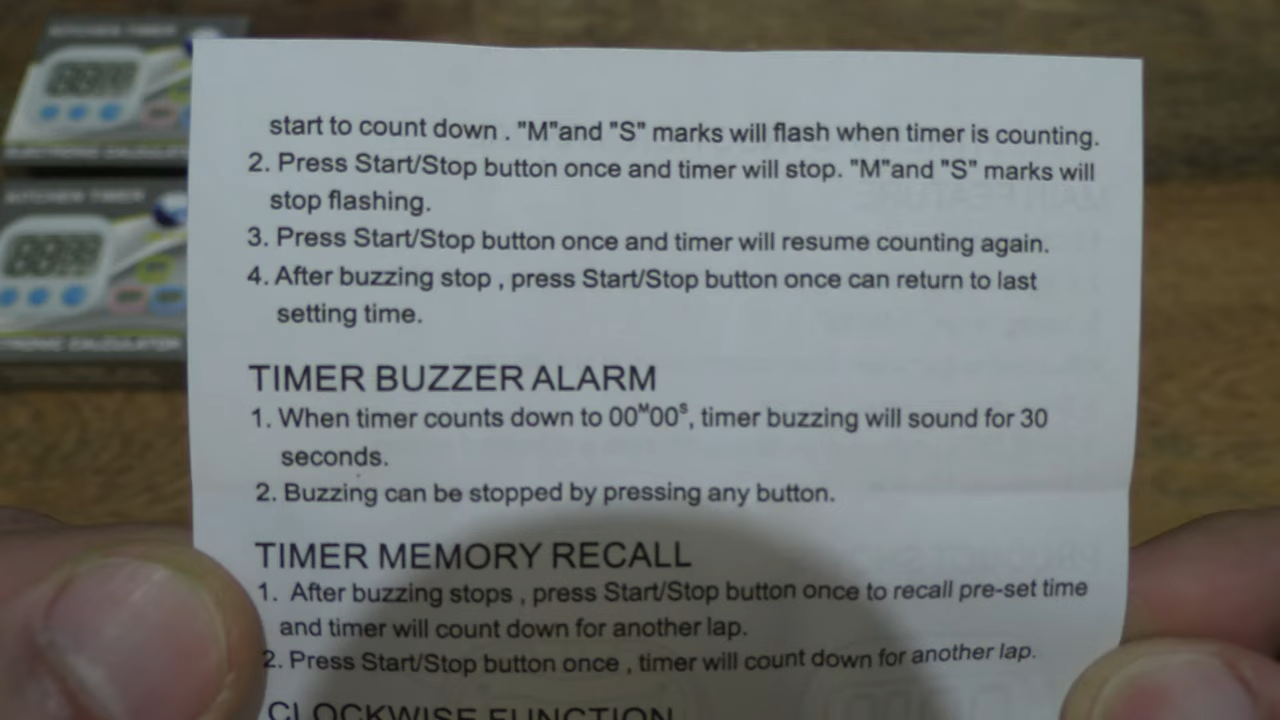 KITCHEN TIMER
KITCHEN TIMER
start to count down . "M"and "S" marks will flash when timer is counting.
2. Press Start/Stop button once and timer will stop. "M"and "S" marks will
stop flashing.
3. Press Start/Stop button once and timer will resume counting again.
4. After buzzing stop , press Start/Stop button once can return to last
setting time.
TIMER BUZZER ALARM
1. When timer counts down to 00ᴹ00ˢ, timer buzzing will sound for 30
seconds.
2. Buzzing can be stopped by pressing any button.
TIMER MEMORY RECALL
1. After buzzing stops , press Start/Stop button once to recall pre-set time
and timer will count down for another lap.
2. Press Start/Stop button once , timer will count down for another lap.
CLOCKWISE FUNCTION